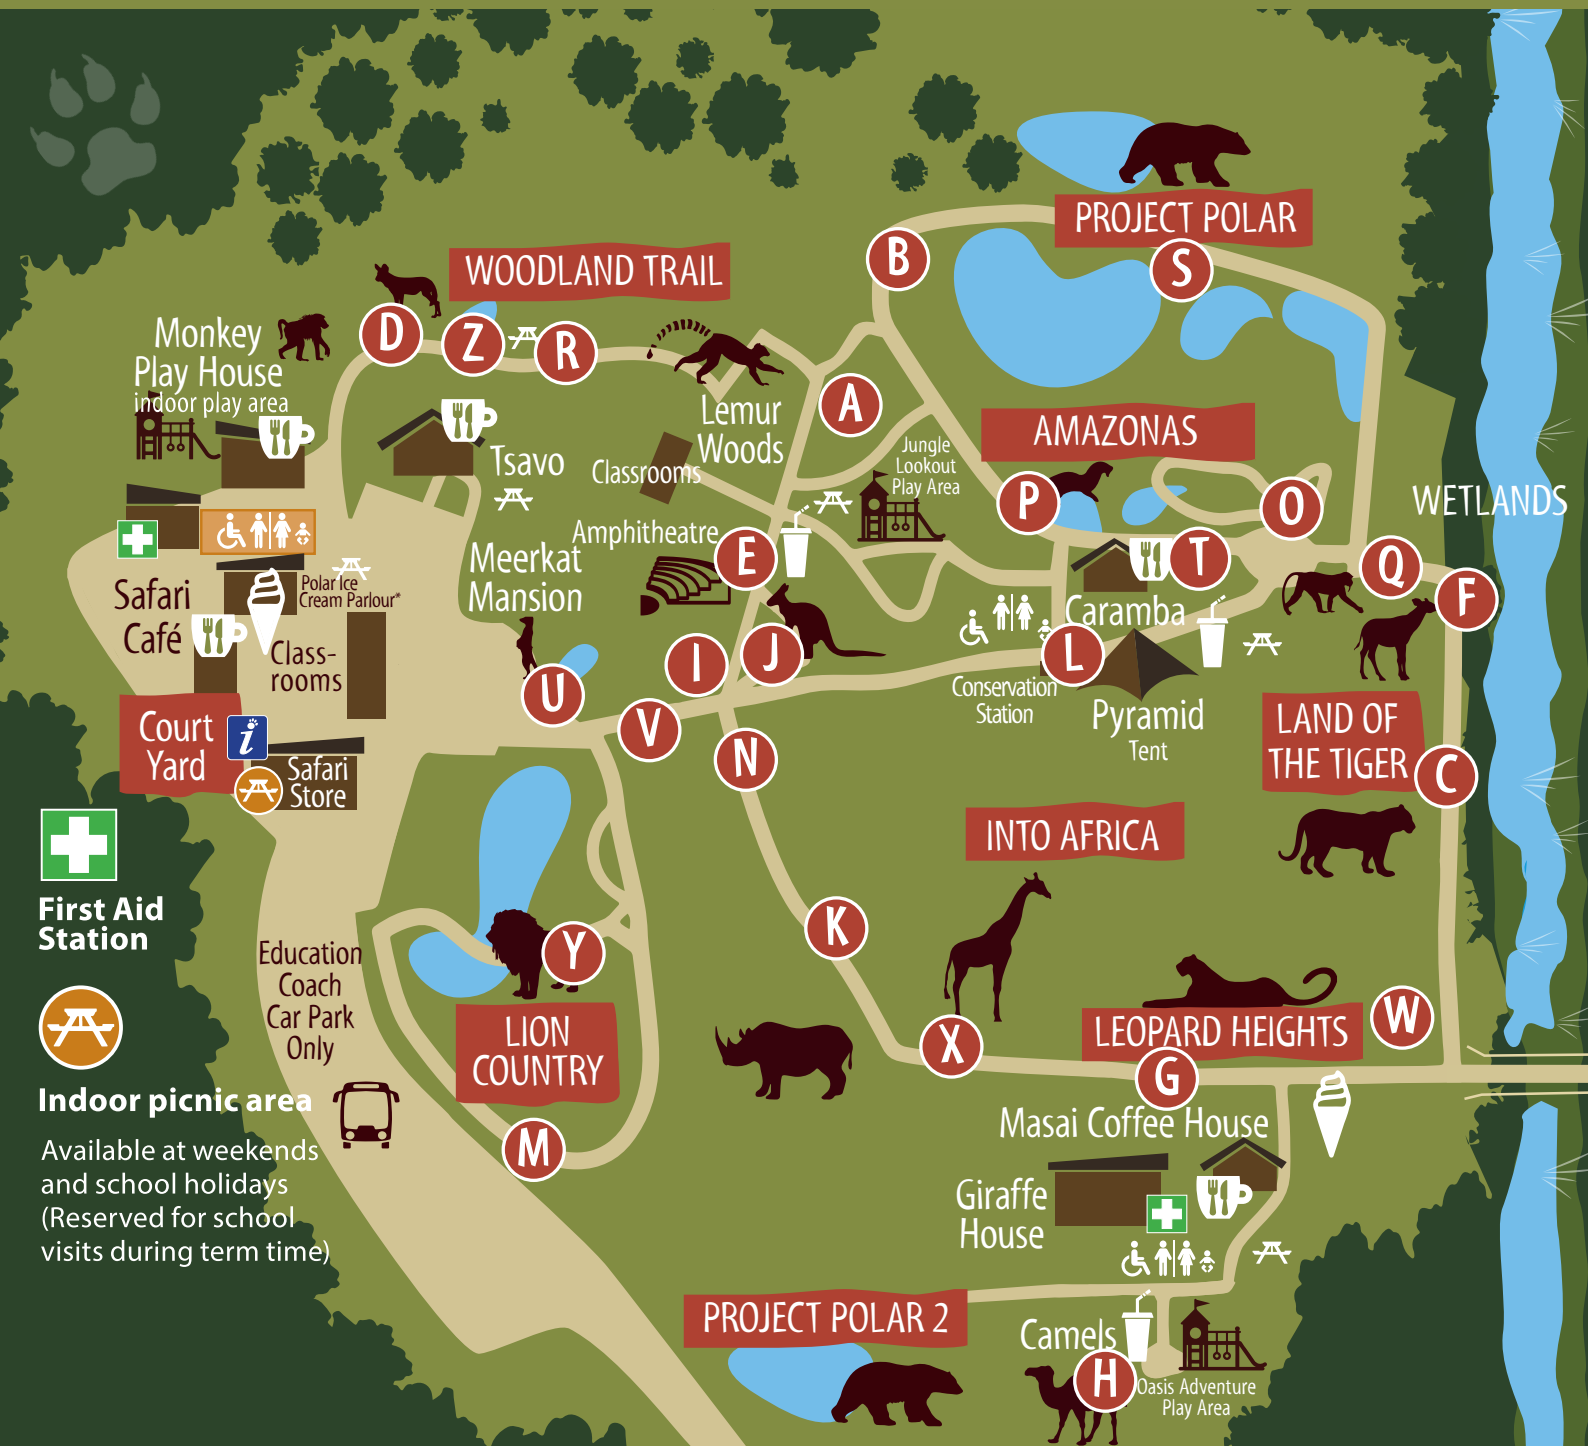 PROJECT POLAR
B
S
WOODLAND TRAIL
D
Z
R
Monkey
Play House
indoor play area
Lemur
Woods
A
AMAZONAS
Jungle
Lookout
Play Area
Tsavo
Classrooms
P
O
WETLANDS
Amphitheatre
E
T
Q
F
Meerkat
Mansion
Polar Ice
Cream Parlour*
Safari
Café
Class-
rooms
Caramba
I
J
L
U
V
N
Conservation
Station
Pyramid
Tent
LAND OF
THE TIGER
C
Court
Yard
i
Safari
Store
INTO AFRICA
First Aid
Station
K
Y
Education
Coach
Car Park
Only
LION
COUNTRY
X
LEOPARD HEIGHTS
W
G
Indoor picnic area
Available at weekends
and school holidays
(Reserved for school
visits during term time)
M
Masai Coffee House
Giraffe
House
PROJECT POLAR 2
Camels
H
Oasis Adventure
Play Area